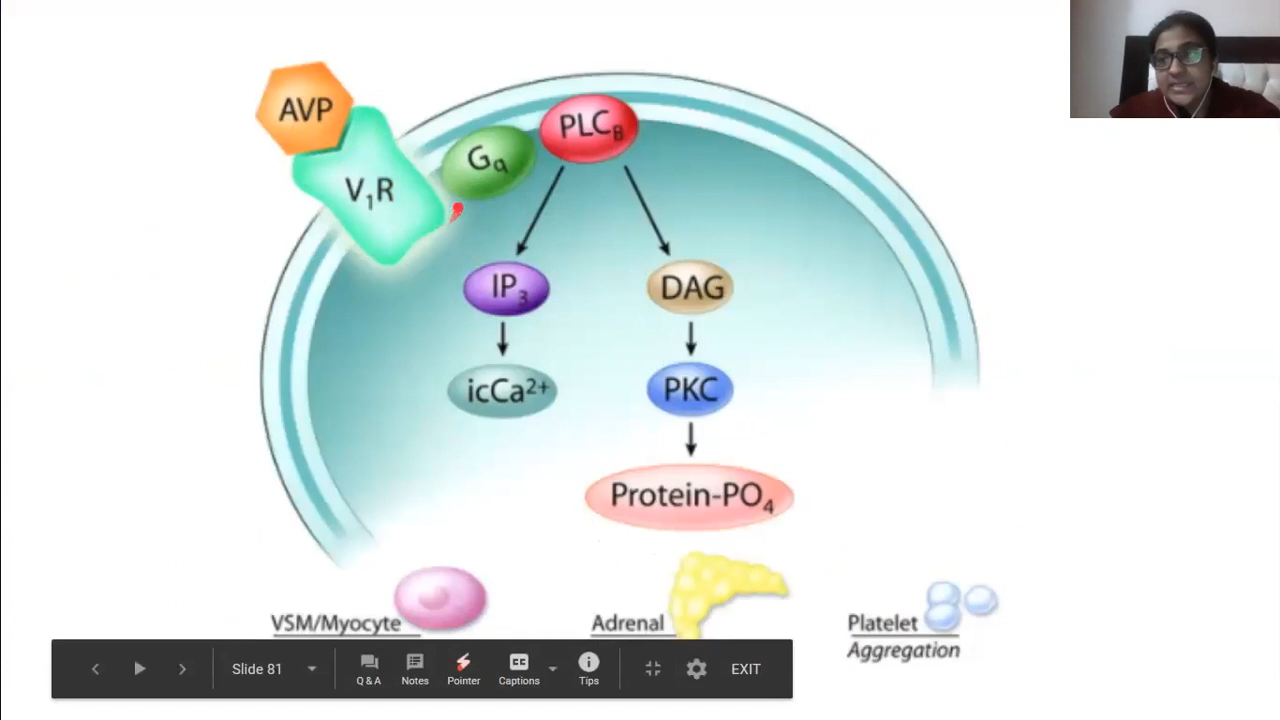 AVP
V₁R
Gq
PLCB
IP₃
DAG
icCa²⁺
PKC
Protein-PO₄
VSM/Myocyte
Adrenal
Platelet
Aggregation
Slide 81
Q & A
Notes
Pointer
CC
Captions
Tips
EXIT